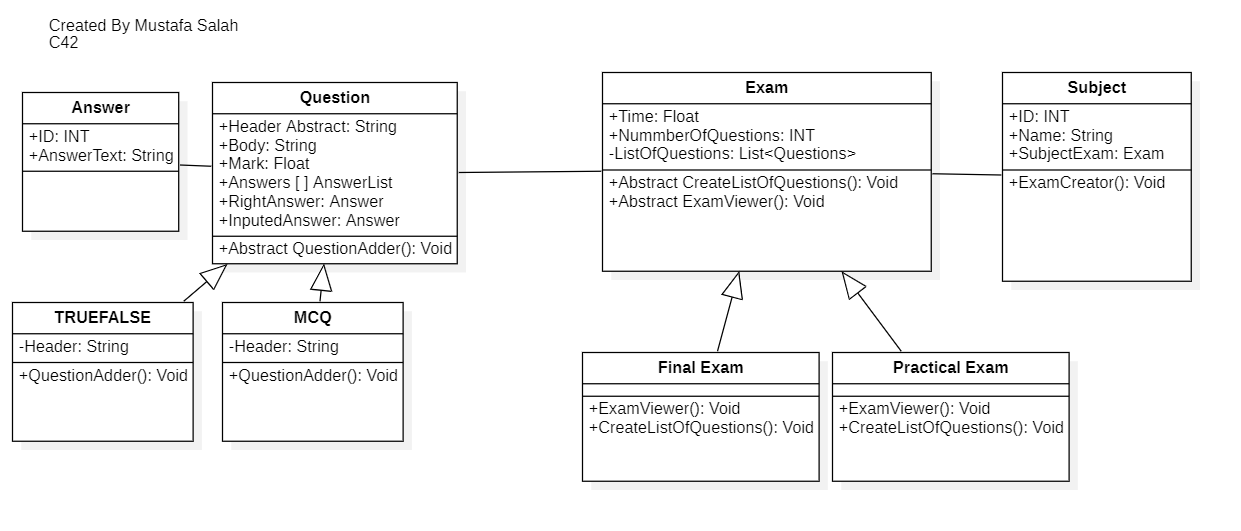 Created By Mustafa Salah
C42
Answer
+ID: INT
+AnswerText: String
Question
+Header Abstract: String
+Body: String
+Mark: Float
+Answers [ ] AnswerList
+RightAnswer: Answer
+InputedAnswer: Answer
+Abstract QuestionAdder(): Void
Exam
+Time: Float
+NummberOfQuestions: INT
-ListOfQuestions: List<Questions>
+Abstract CreateListOfQuestions(): Void
+Abstract ExamViewer(): Void
Subject
+ID: INT
+Name: String
+SubjectExam: Exam
+ExamCreator(): Void
TRUEFALSE
-Header: String
+QuestionAdder(): Void
MCQ
-Header: String
+QuestionAdder(): Void
Final Exam
+ExamViewer(): Void
+CreateListOfQuestions(): Void
Practical Exam
+ExamViewer(): Void
+CreateListOfQuestions(): Void